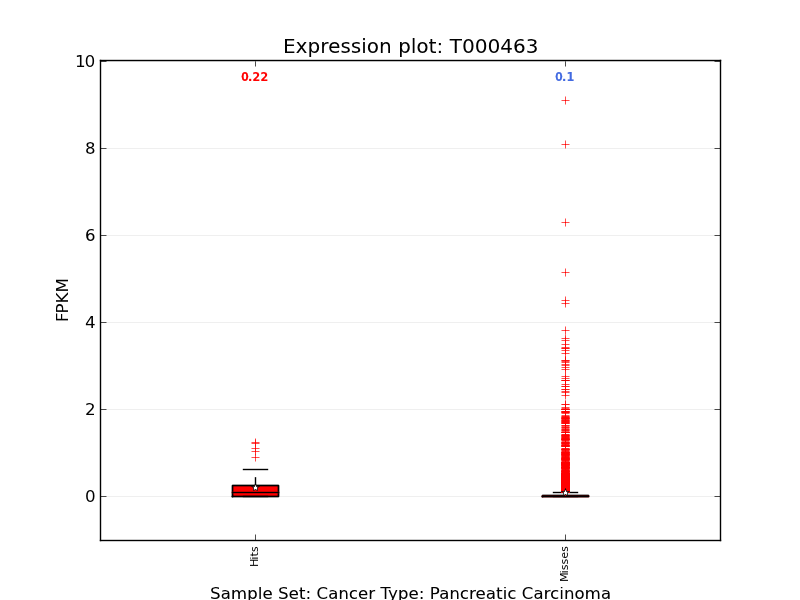 Expression plot: T000463
10
0.22
0.1
8
6
FPKM
4
2
0
Hits
Misses
Sample Set: Cancer Type: Pancreatic Carcinoma